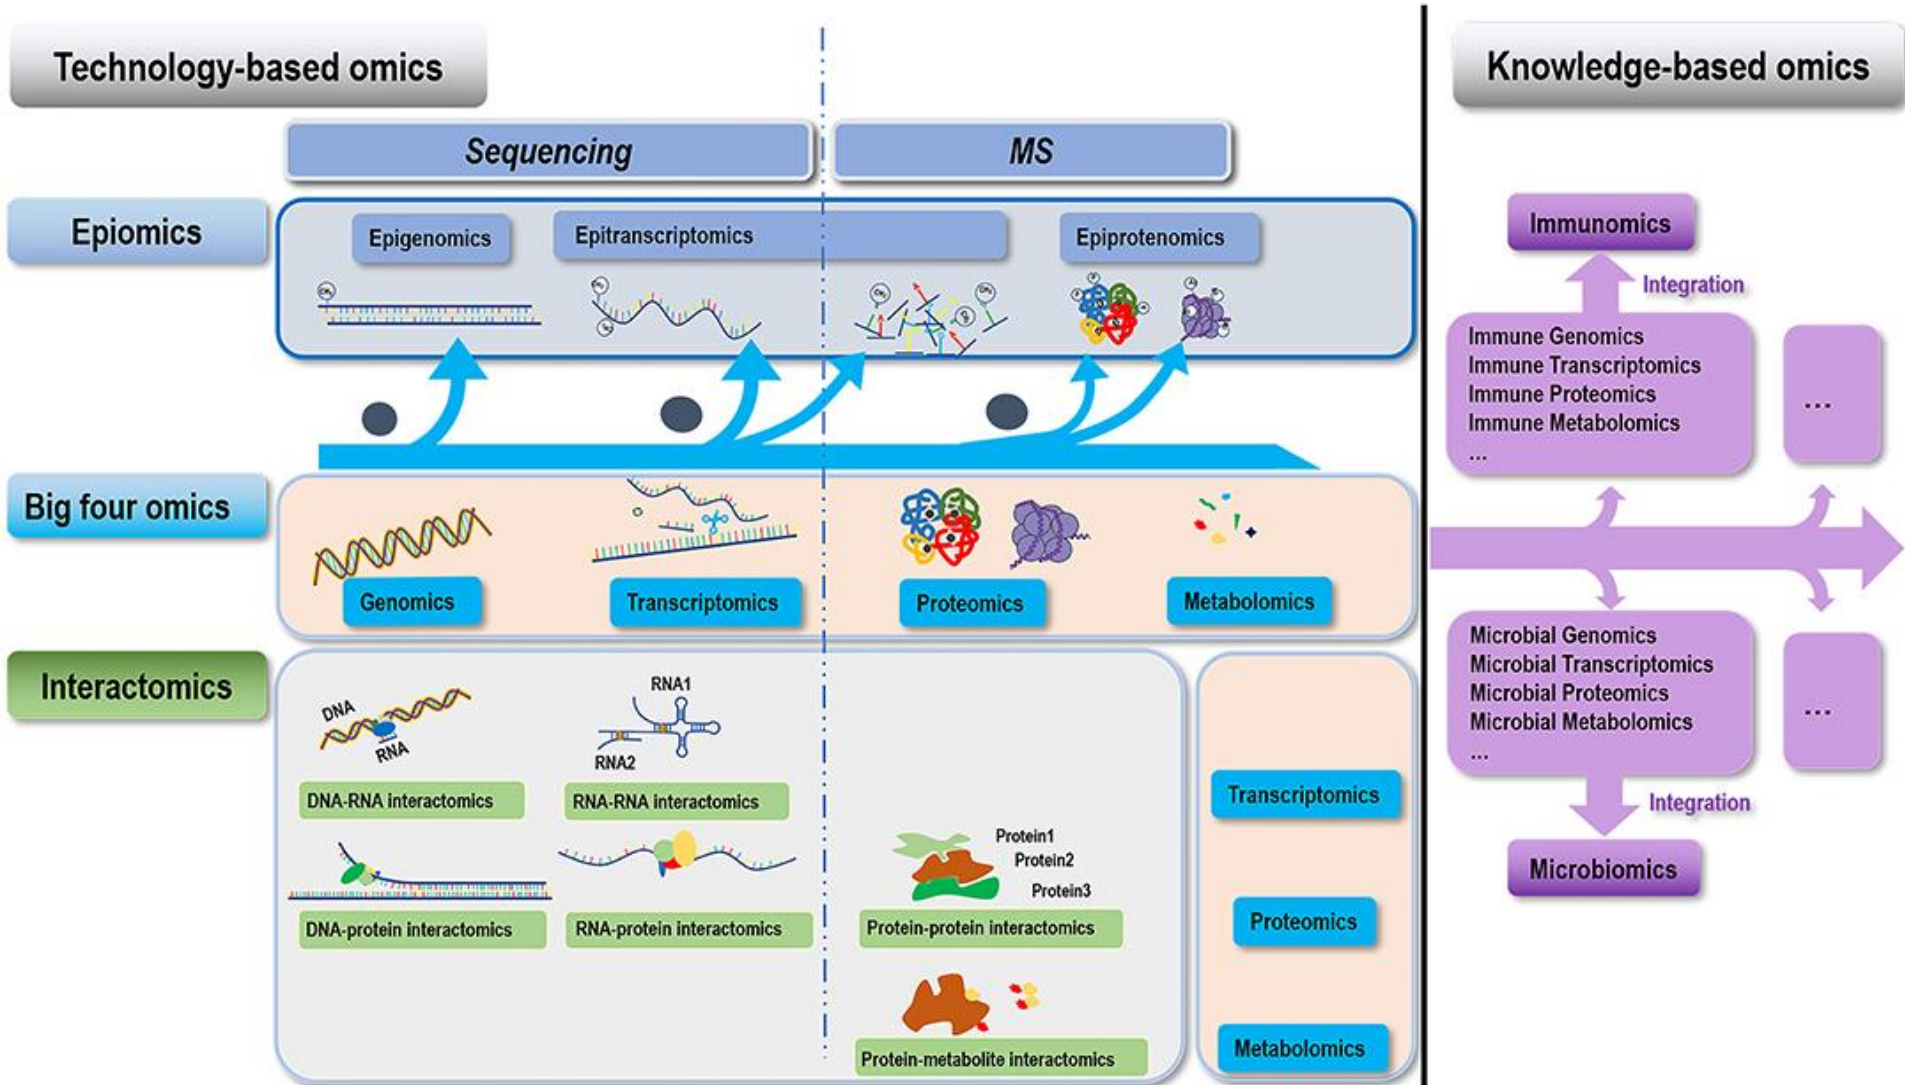 Technology-based omics
Knowledge-based omics
Sequencing
MS
Epiomics
Epigenomics
Epitranscriptomics
Epiprotenomics
Big four omics
Genomics
Transcriptomics
Proteomics
Metabolomics
Interactomics
DNA
RNA
RNA1
RNA2
DNA-RNA interactomics
RNA-RNA interactomics
Transcriptomics
Protein1
Protein2
Protein3
DNA-protein interactomics
RNA-protein interactomics
Protein-protein interactomics
Proteomics
Protein-metabolite interactomics
Metabolomics
Immunomics
Integration
Immune Genomics
Immune Transcriptomics
Immune Proteomics
Immune Metabolomics
...
...
Microbial Genomics
Microbial Transcriptomics
Microbial Proteomics
Microbial Metabolomics
...
...
Integration
Microbiomics